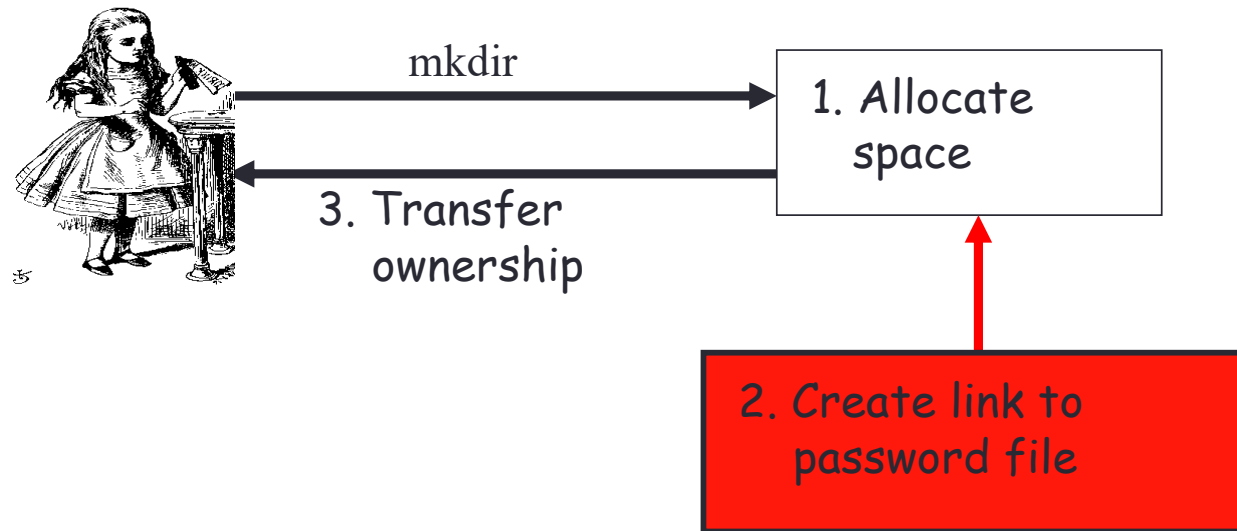 mkdir
1. Allocate
space
3. Transfer
ownership
2. Create link to
password file